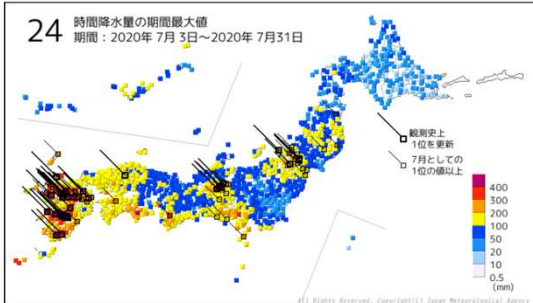 24 時間降水量の期間最大値
期間：2020年 7月 3日～2020年 7月31日
観測史上
1位を更新
7月としての
1位の値以上
400
300
200
100
50
20
10
0.5
(mm)
All Rights Reserved, Copyright(C) Japan Meteorological Agency